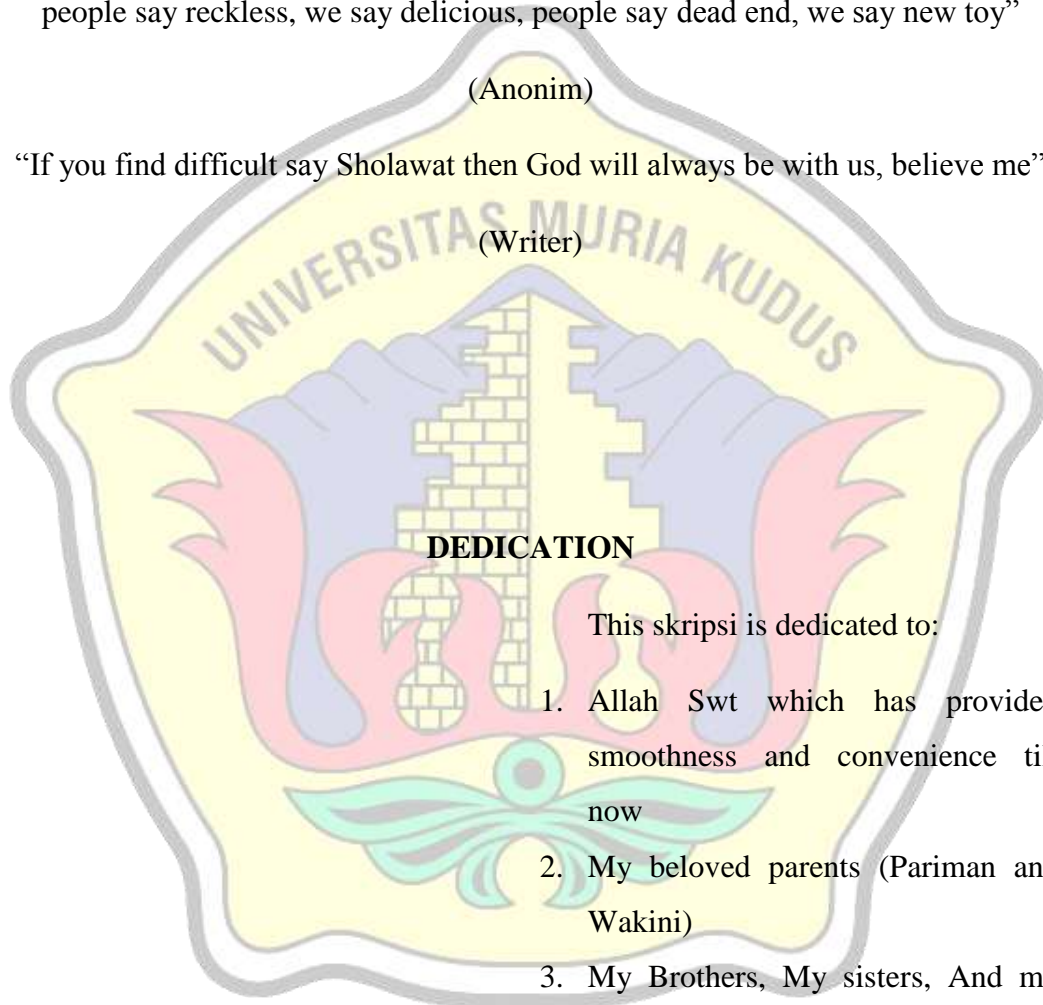 people say reckless, we say delicious, people say dead end, we say new toy”
(Anonim)
“If you find difficult say Sholawat then God will always be with us, believe me”
UNIVERSITAS MURIA KUDUS
(Writer)
DEDICATION
This skripsi is dedicated to:
1. Allah Swt which has provide
smoothness and convenience ti
now
2. My beloved parents (Pariman an
Wakini)
3. My Brothers, My sisters, And m